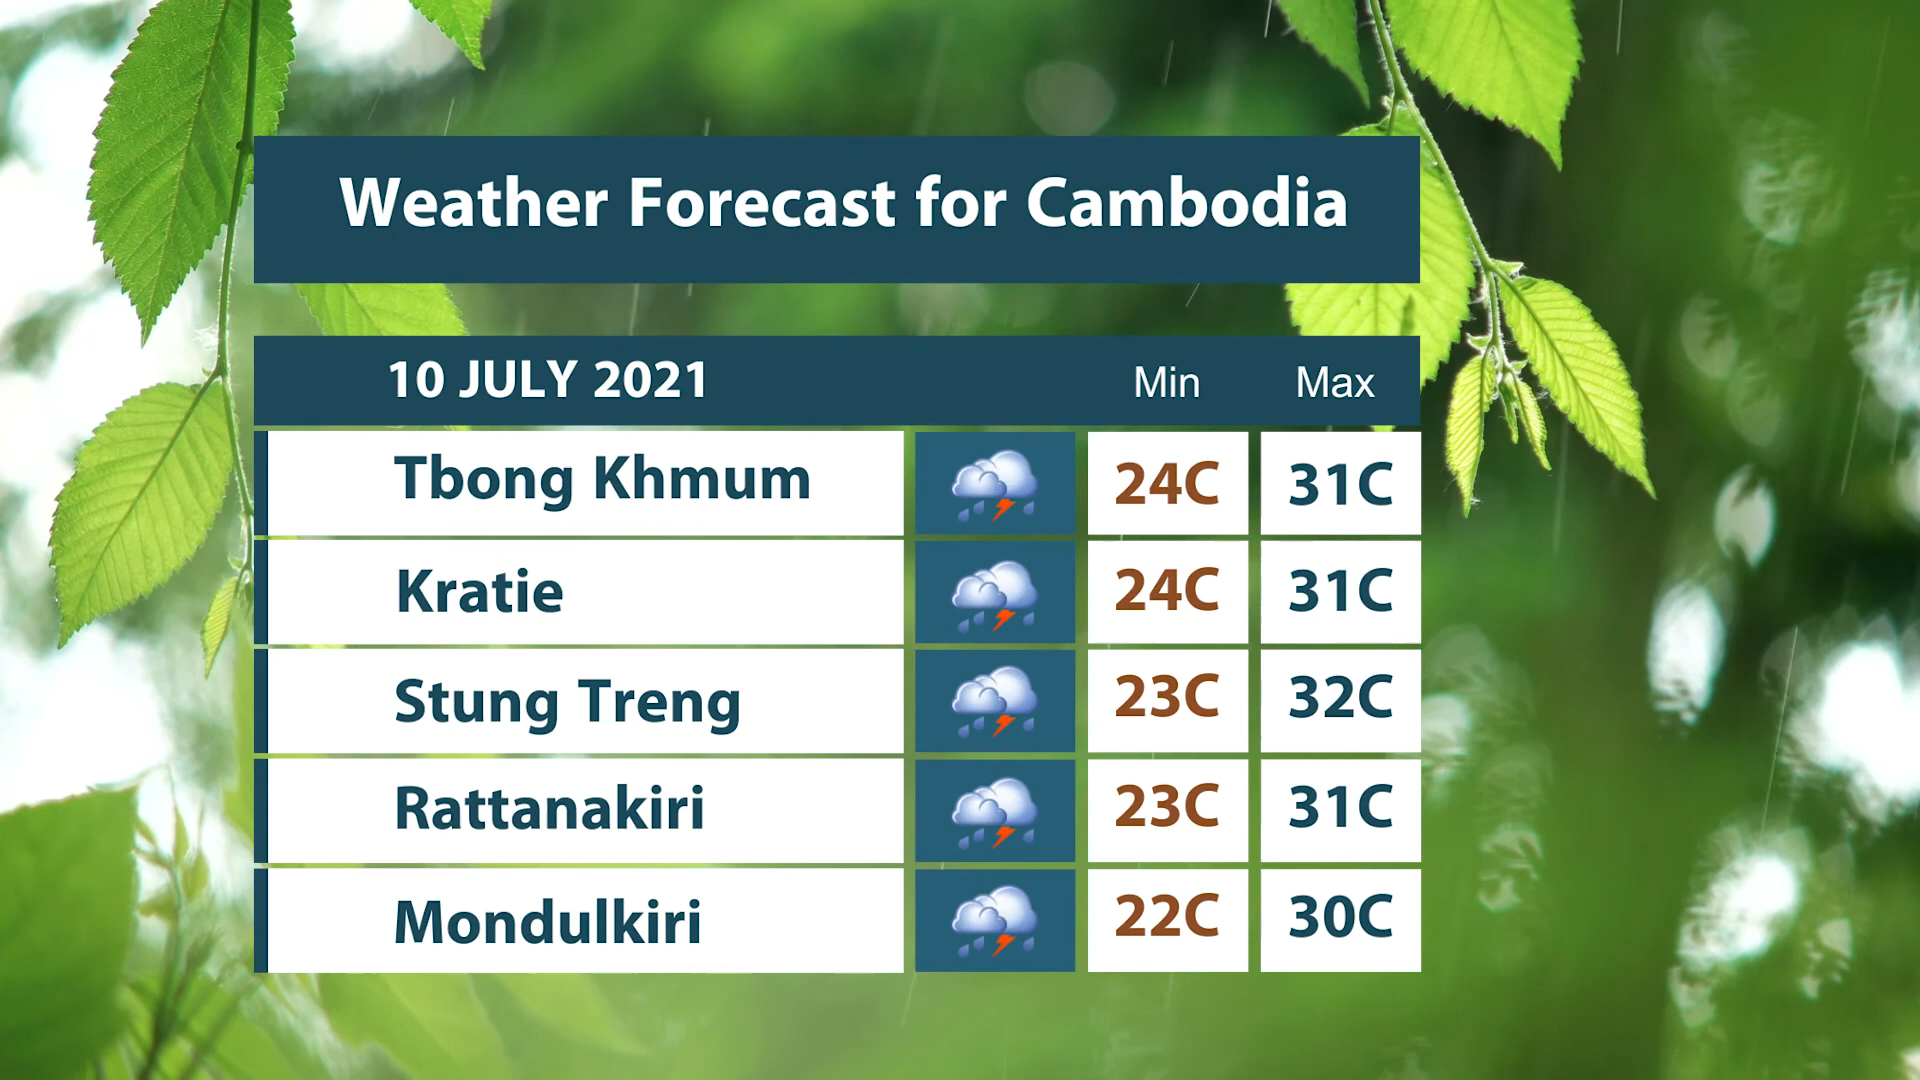 Weather Forecast for Cambodia
10 JULY 2021 Min Max
Tbong Khmum 24C 31C
Kratie 24C 31C
Stung Treng 23C 32C
Rattanakiri 23C 31C
Mondulkiri 22C 30C